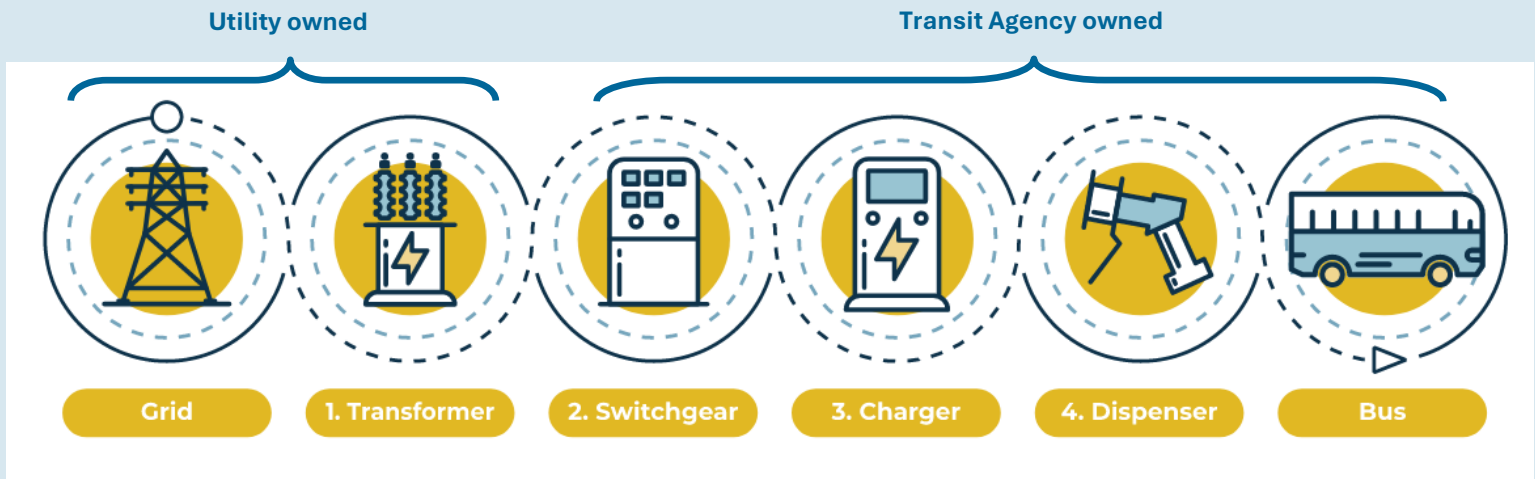 Utility owned
Transit Agency owned
Grid
1. Transformer
2. Switchgear
3. Charger
4. Dispenser
Bus